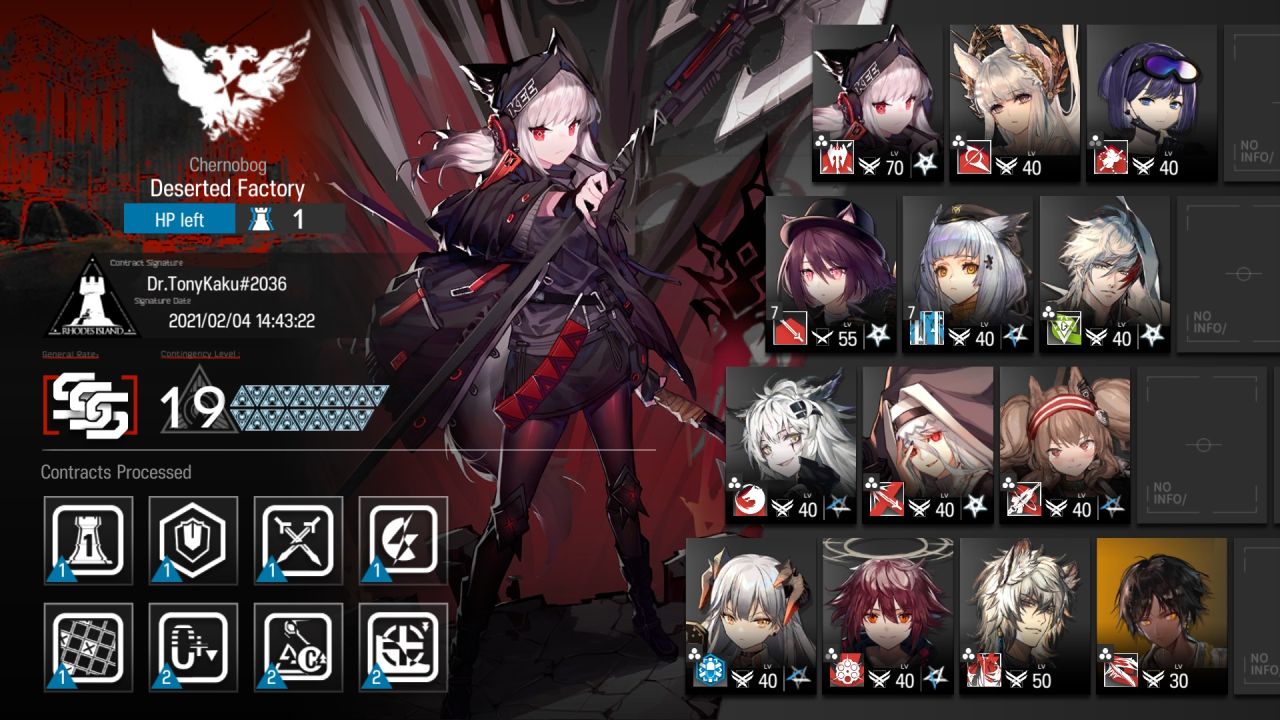 Chernobog
Deserted Factory
HP left 1
Contract Signature
Dr.TonyKaku#2036
Signature Date
2021/02/04 14:43:22
RHODES ISLAND
General Rate:
Contingency Level :
19
Contracts Processed
1
1 1 1 1
1 2 2 2
LV 70
LV 40
LV 40
NO INFO/
7 LV 55
7 LV 40
LV 40
NO INFO/
LV 40
LV 40
LV 40
NO INFO/
LV 40
LV 40
LV 50
LV 30
NO INFO